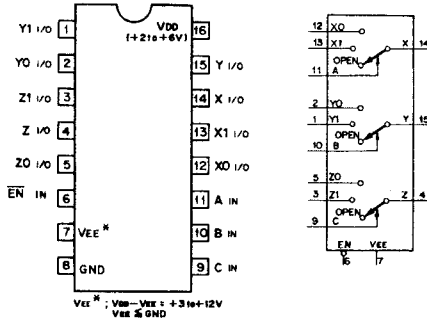 Y1 I/O 1
VDD 16
(+2to+6V)
Y0 I/O 2
15 Y I/O
Z1 I/O 3
14 X I/O
Z I/O 4
13 X1 I/O
Z0 I/O 5
12 X0 I/O
EN IN 6
11 A IN
7 VEE*
10 B IN
8 GND
9 C IN
VEE* ; VDD-VEE = +3to+12V
VEE ≦ GND
12 X0
13 X1 X 14
OPEN
11 A
2 Y0
1 Y1 Y 15
OPEN
10 B
5 Z0
3 Z1 Z 4
OPEN
9 C
EN VEE
6 7